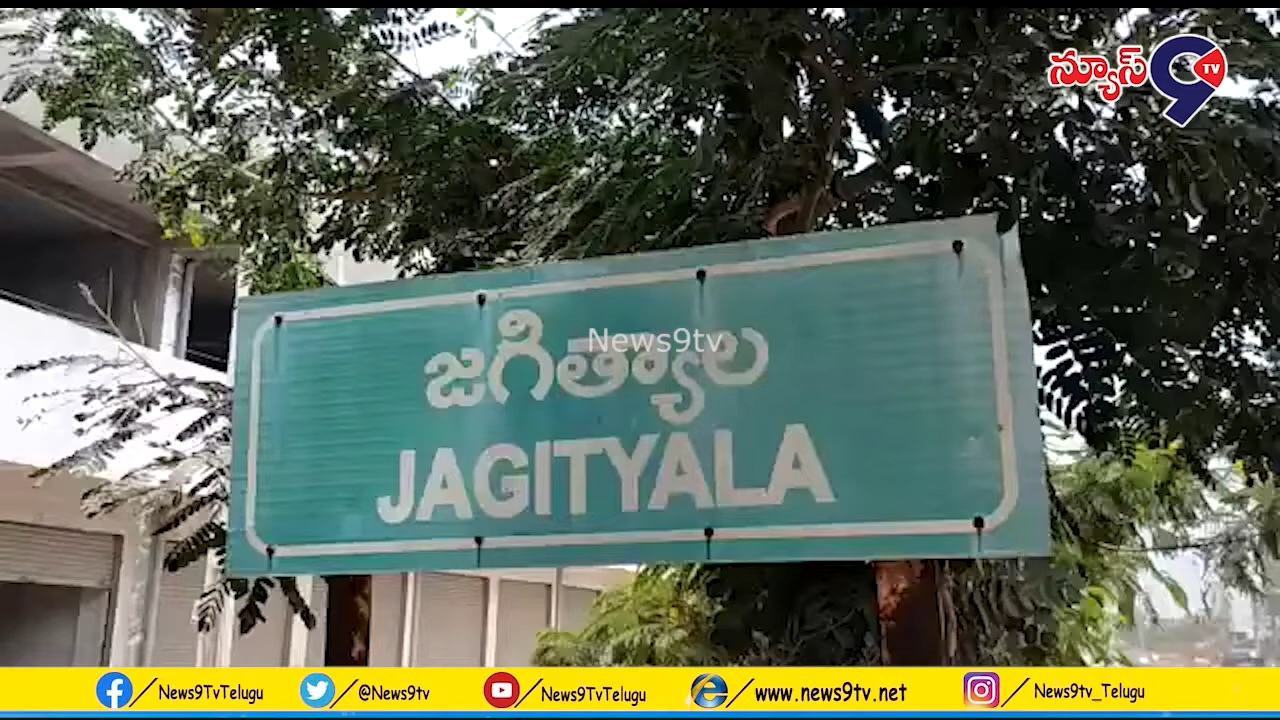 న్యూస్ 9 TV
జగిత్యాల
News9tv
JAGITYALA
News9TvTelugu @News9tv News9TvTelugu www.news9tv.net News9tv_Telugu